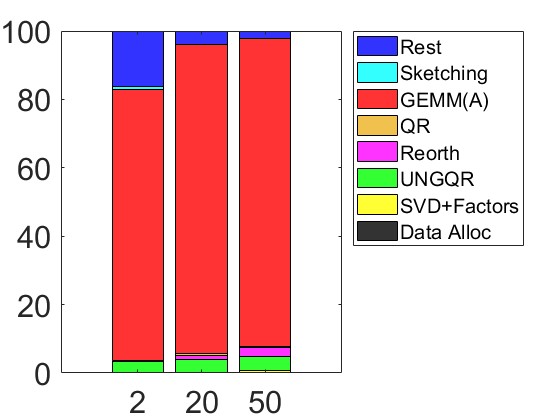 100
80
60
40
20
0
2 20 50
Rest
Sketching
GEMM(A)
QR
Reorth
UNGQR
SVD+Factors
Data Alloc